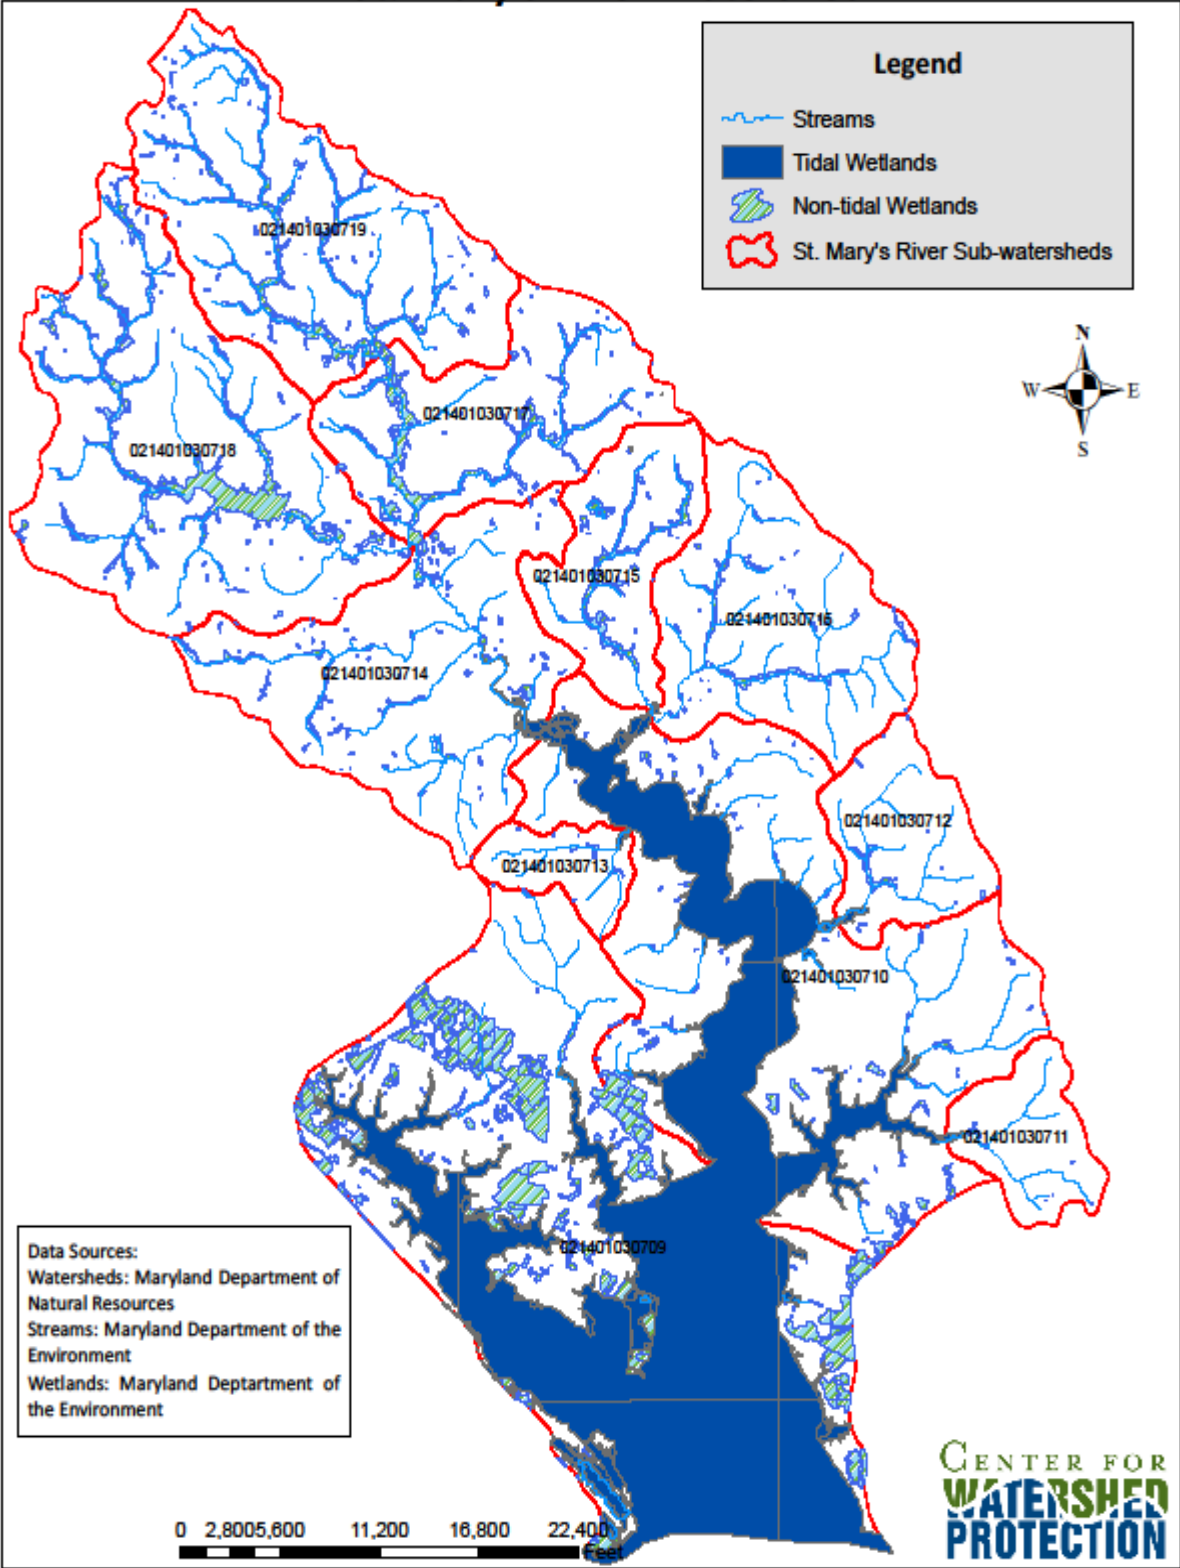 Legend
Streams
Tidal Wetlands
Non-tidal Wetlands
St. Mary's River Sub-watersheds
021401030719
N
W E
S
021401030717
021401030718
021401030715
021401030716
021401030714
021401030712
021401030713
021401030710
021401030711
021401030709
Data Sources:
Watersheds: Maryland Department of
Natural Resources
Streams: Maryland Department of the
Environment
Wetlands: Maryland Deptartment of
the Environment
0 2,8005,600 11,200 16,800 22,400
Feet
CENTER FOR
WATERSHED
PROTECTION